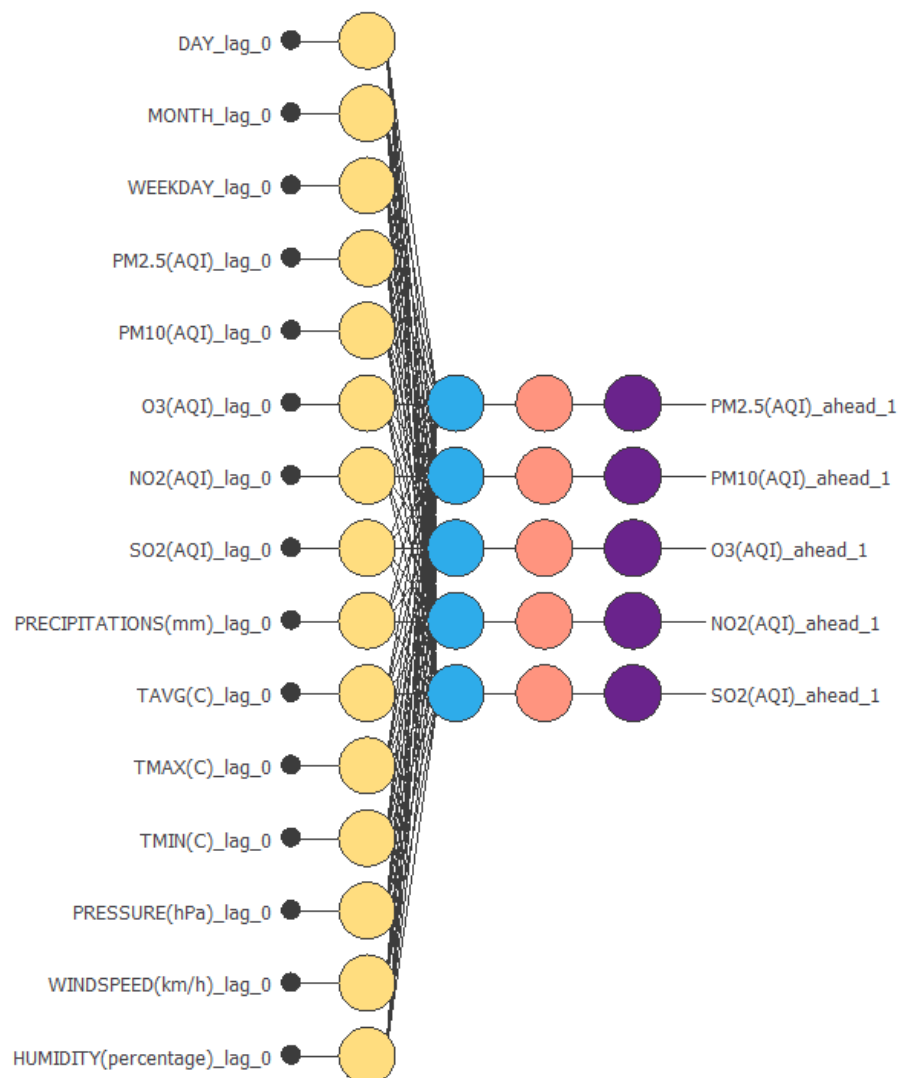 DAY_lag_0
MONTH_lag_0
WEEKDAY_lag_0
PM2.5(AQI)_lag_0
PM10(AQI)_lag_0
O3(AQI)_lag_0
NO2(AQI)_lag_0
SO2(AQI)_lag_0
PRECIPITATIONS(mm)_lag_0
TAVG(C)_lag_0
TMAX(C)_lag_0
TMIN(C)_lag_0
PRESSURE(hPa)_lag_0
WINDSPEED(km/h)_lag_0
HUMIDITY(percentage)_lag_0
PM2.5(AQI)_ahead_1
PM10(AQI)_ahead_1
O3(AQI)_ahead_1
NO2(AQI)_ahead_1
SO2(AQI)_ahead_1